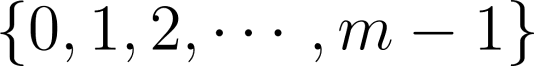 {0, 1, 2, ⋯ , m − 1}